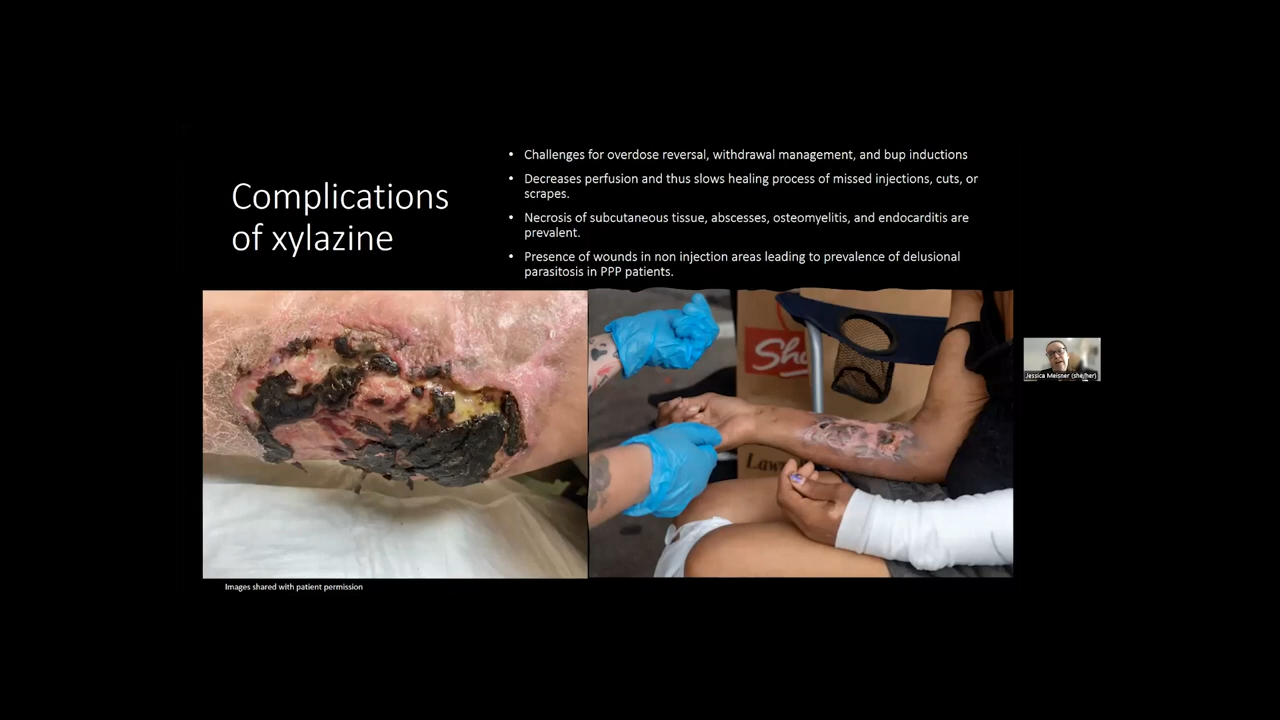 Complications
of xylazine
• Challenges for overdose reversal, withdrawal management, and bup inductions
• Decreases perfusion and thus slows healing process of missed injections, cuts, or
scrapes.
• Necrosis of subcutaneous tissue, abscesses, osteomyelitis, and endocarditis are
prevalent.
• Presence of wounds in non injection areas leading to prevalence of delusional
parasitosis in PPP patients.
Sho
Law
Jessica Meisner (she/her)
Images shared with patient permission